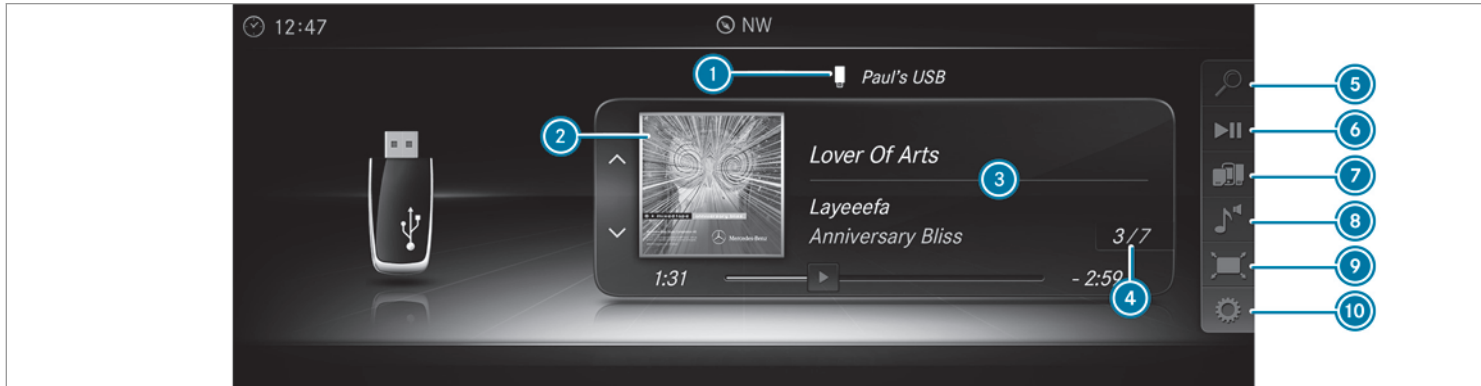 12:47
NW
1
Paul's USB
5
2
6
Lover Of Arts
3
7
Layeeefa
Anniversary Bliss
3/7
8
Mercedes-Benz
1:31
- 2:59
9
4
10